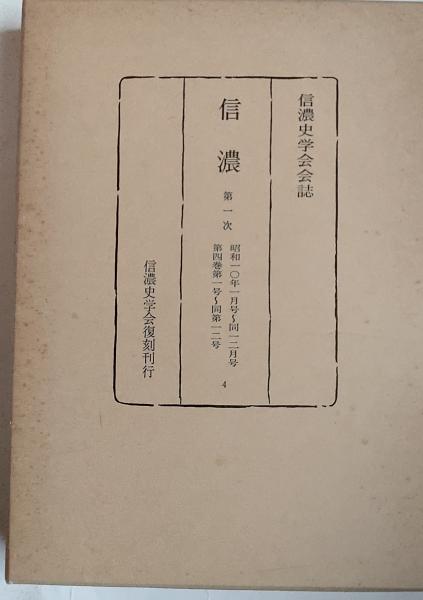 信濃史学会会誌
信濃
第一次
昭和一〇年一月号～同一二月号
第四巻第一号～同第一二号
4
信濃史学会復刻刊行